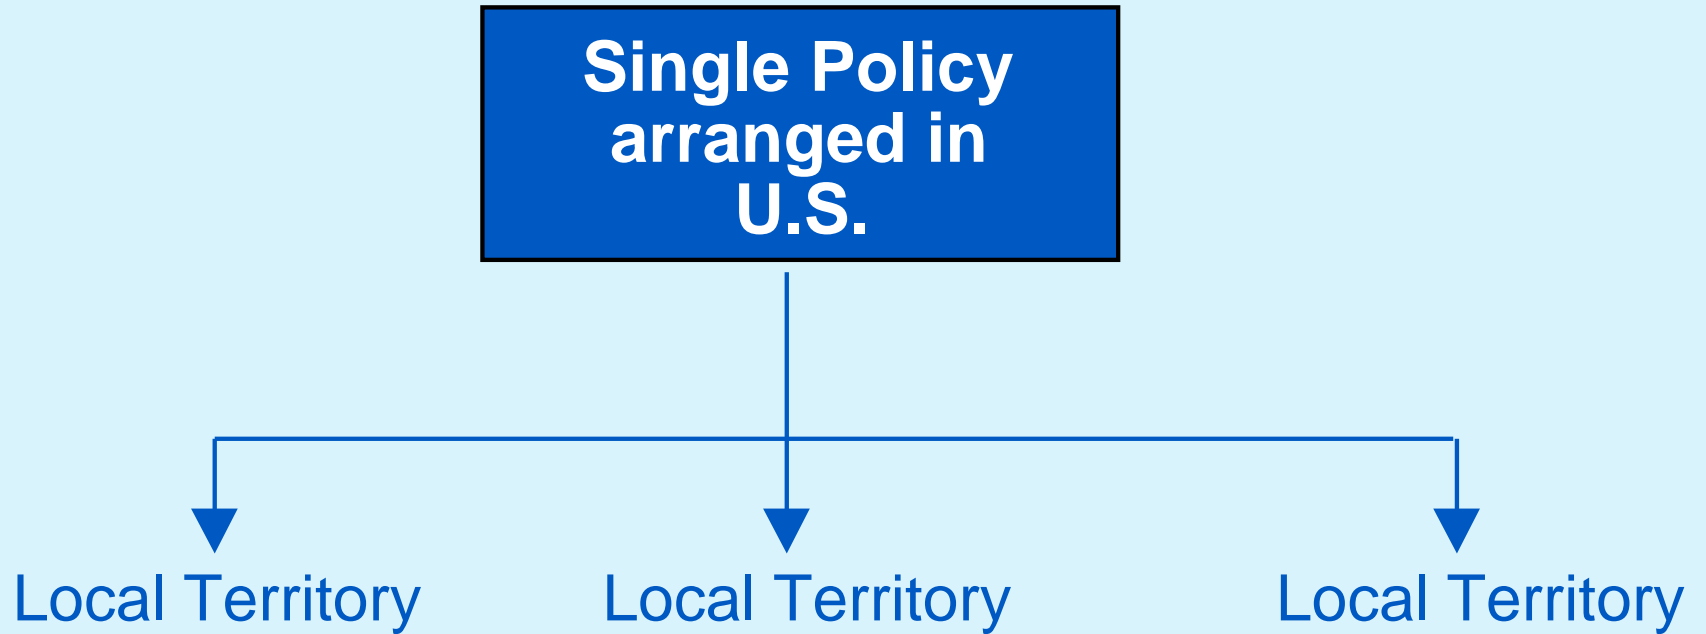 Single Policy
arranged in
U.S.
Local Territory
Local Territory
Local Territory